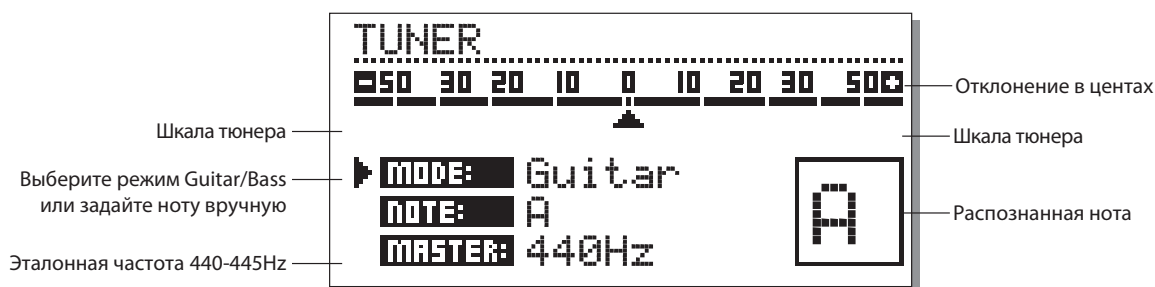 TUNER
-50 30 20 10 0 10 20 30 50+
Отклонение в центах
Шкала тюнера
Шкала тюнера
Выберите режим Guitar/Bass
или задайте ноту вручную
MODE: Guitar
NOTE: A
A
Распознанная нота
Эталонная частота 440-445Hz
MASTER: 440Hz